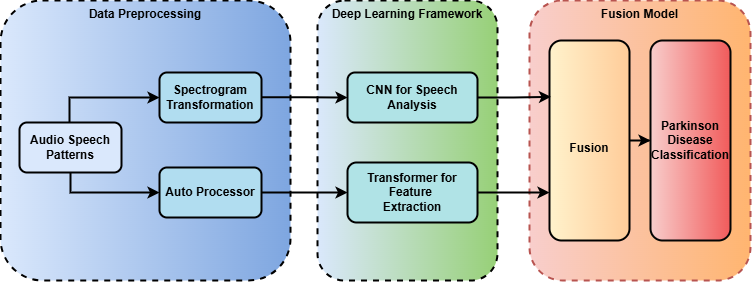 Data Preprocessing
Deep Learning Framework
Fusion Model
Spectrogram
Transformation
CNN for Speech
Analysis
Audio Speech
Patterns
Auto Processor
Transformer for
Feature
Extraction
Fusion
Parkinson
Disease
Classification